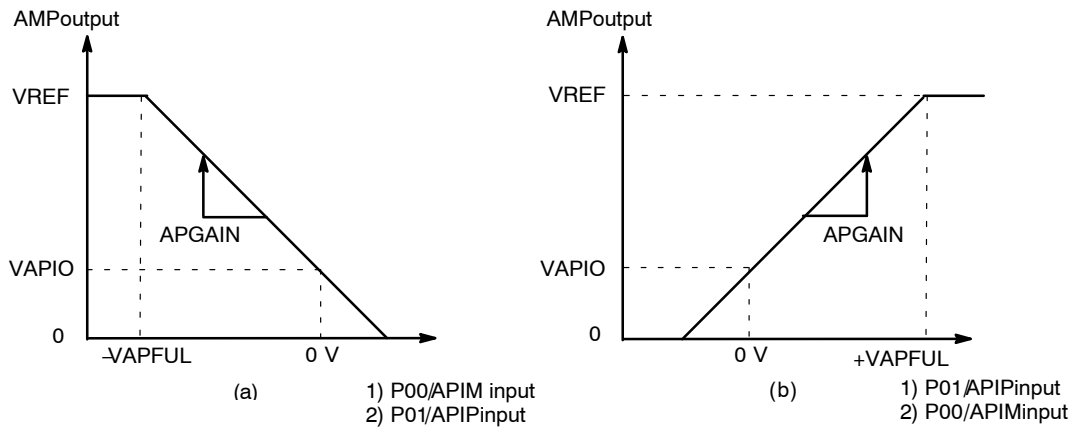 AMPoutput
VREF
APGAIN
VAPIO
0
–VAPFUL
0 V
(a)
1) P00/APIM input
2) P01/APIPinput
AMPoutput
VREF
APGAIN
VAPIO
0
0 V
+VAPFUL
(b)
1) P01/APIPinput
2) P00/APIMinput